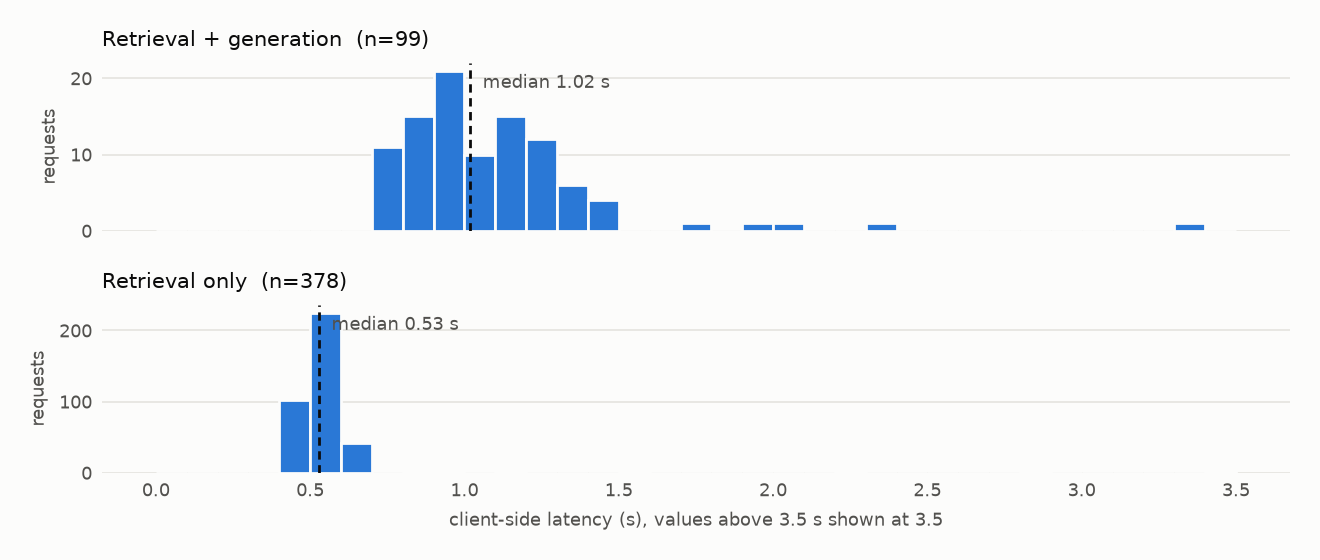 Retrieval + generation  (n=99)
median 1.02 s
20
10
0
requests
Retrieval only  (n=378)
median 0.53 s
200
100
0
requests
0.0 0.5 1.0 1.5 2.0 2.5 3.0 3.5
client-side latency (s), values above 3.5 s shown at 3.5